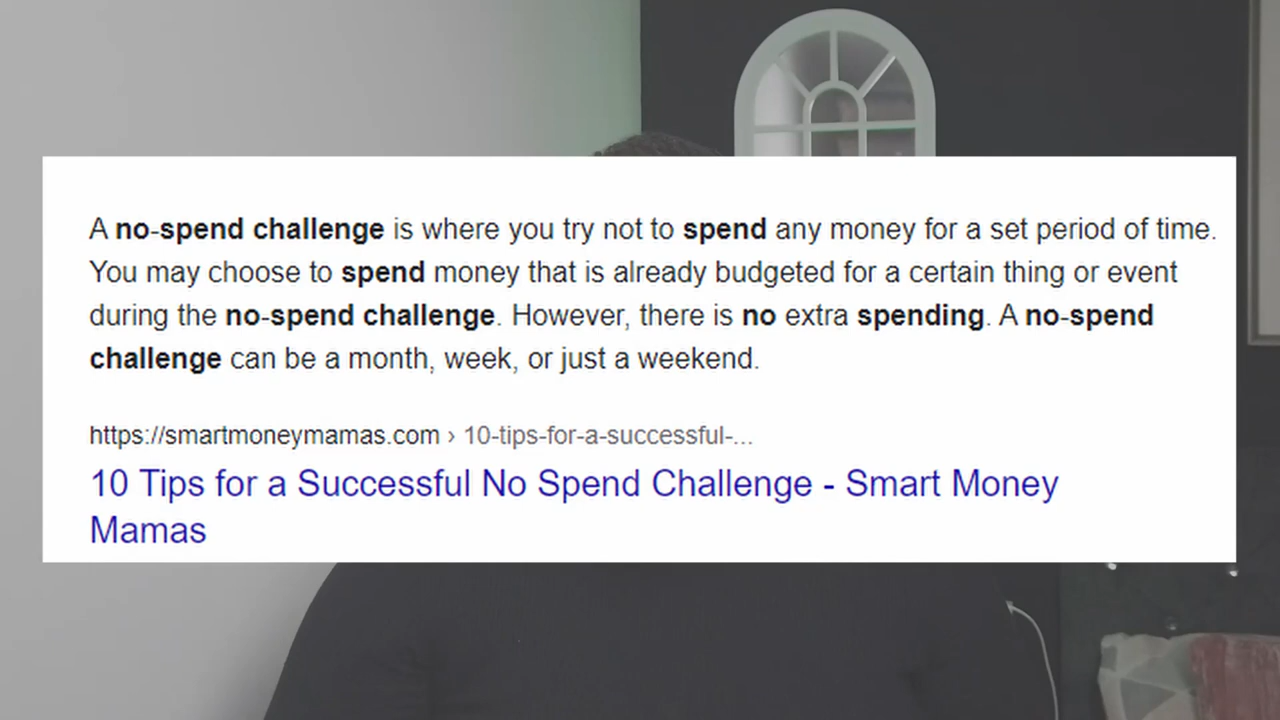 A no-spend challenge is where you try not to spend any money for a set period of time.
You may choose to spend money that is already budgeted for a certain thing or event
during the no-spend challenge. However, there is no extra spending. A no-spend
challenge can be a month, week, or just a weekend.
https://smartmoneymamas.com › 10-tips-for-a-successful-...
10 Tips for a Successful No Spend Challenge - Smart Money
Mamas